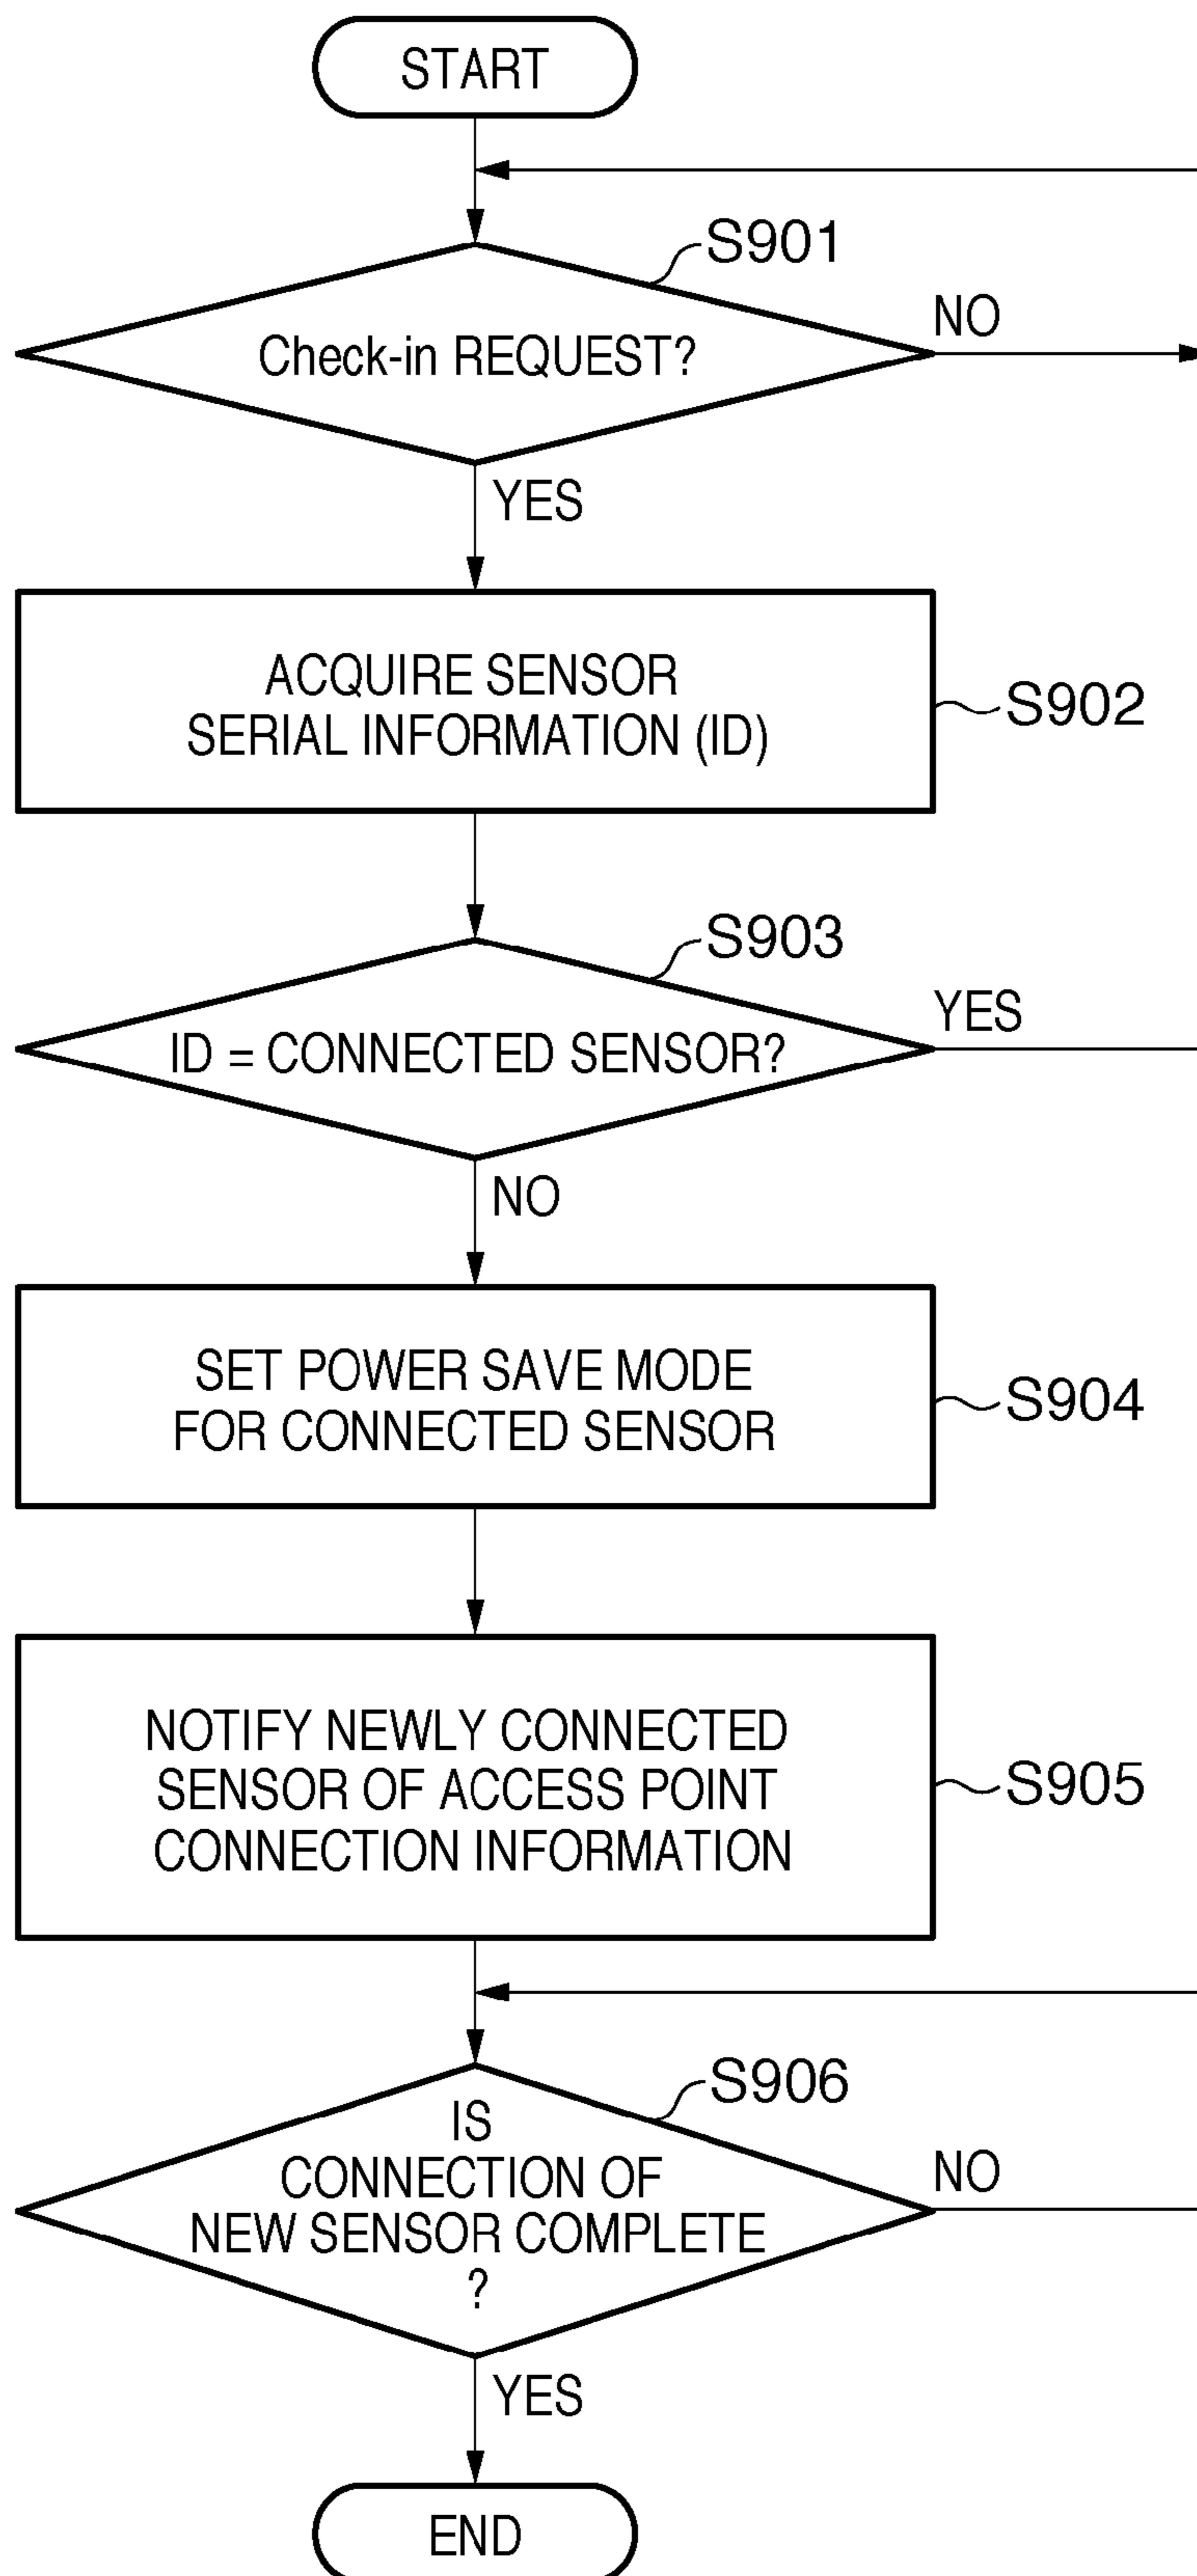 START
S901
Check-in REQUEST?
NO
YES
ACQUIRE SENSOR
SERIAL INFORMATION (ID)
S902
S903
ID = CONNECTED SENSOR?
YES
NO
SET POWER SAVE MODE
FOR CONNECTED SENSOR
S904
NOTIFY NEWLY CONNECTED
SENSOR OF ACCESS POINT
CONNECTION INFORMATION
S905
S906
IS
CONNECTION OF
NEW SENSOR COMPLETE
?
NO
YES
END